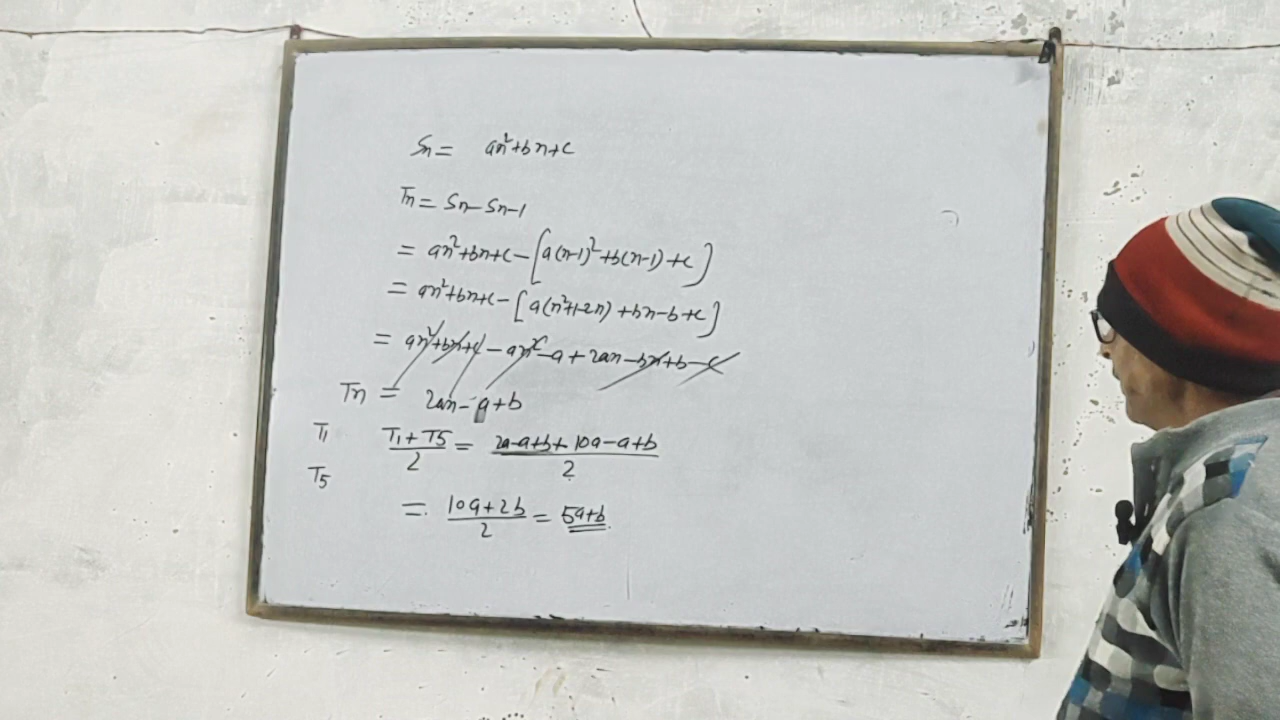 Sn = an²+bn+c
Tn = Sn-Sn-1
= an²+bn+c-[a(n-1)²+b(n-1)+c]
= an²+bn+c-[a(n²+1-2n)+bn-b+c]
= an²+bn+c-an²-a+2an-bn+b-c
Tn = 2an-a+b
T1 (T1+T5)/2 = (2a-a+b+10a-a+b)/2
T5
= (10a+2b)/2 = 5a+b